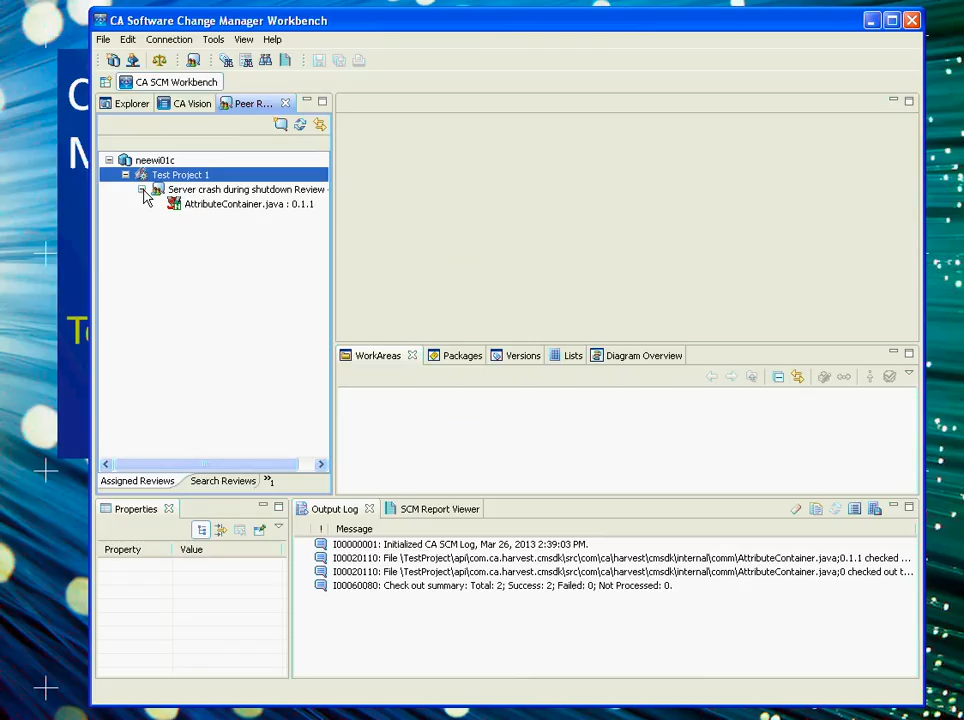 CA Software Change Manager Workbench
File Edit Connection Tools View Help
CA SCM Workbench
Explorer CA Vision Peer R...
neewi01c
Test Project 1
Server crash during shutdown Review
AttributeContainer.java : 0.1.1
Assigned Reviews Search Reviews »1
WorkAreas Packages Versions Lists Diagram Overview
Properties
Property Value
Output Log SCM Report Viewer
! Message
I00000001: Initialized CA SCM Log, Mar 26, 2013 2:39:03 PM.
I00020110: File \TestProject\api\com.ca.harvest.cmsdk\src\com\ca\harvest\cmsdk\internal\comm\AttributeContainer.java;0.1.1 checked ...
I00020110: File \TestProject\api\com.ca.harvest.cmsdk\src\com\ca\harvest\cmsdk\internal\comm\AttributeContainer.java;0 checked out t...
I00060080: Check out summary: Total: 2; Success: 2; Failed: 0; Not Processed: 0.